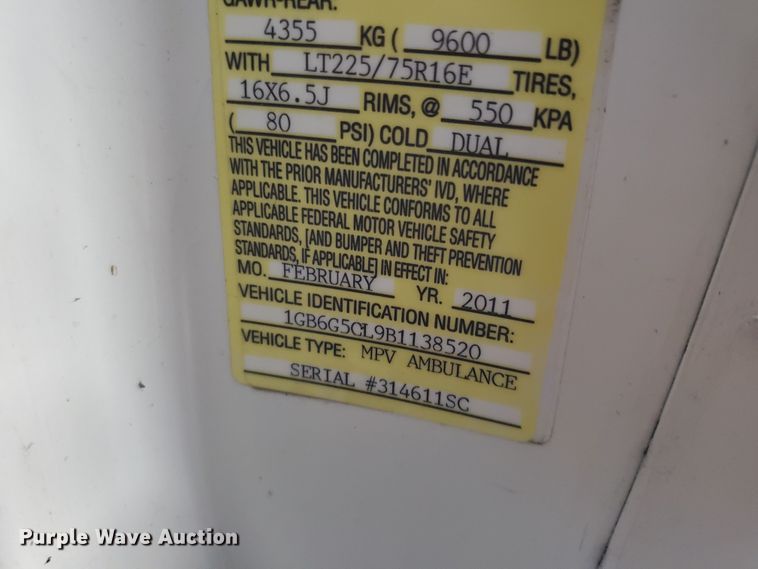 GAWR-REAR:
4355 KG ( 9600 LB)
WITH LT225/75R16E TIRES,
16X6.5J RIMS, @ 550 KPA
( 80 PSI) COLD DUAL
THIS VEHICLE HAS BEEN COMPLETED IN ACCORDANCE
WITH THE PRIOR MANUFACTURERS' IVD, WHERE
APPLICABLE. THIS VEHICLE CONFORMS TO ALL
APPLICABLE FEDERAL MOTOR VEHICLE SAFETY
STANDARDS, [AND BUMPER AND THEFT PREVENTION
STANDARDS, IF APPLICABLE] IN EFFECT IN:
MO. FEBRUARY YR. 2011
VEHICLE IDENTIFICATION NUMBER:
1GB6G5CL9B1138520
VEHICLE TYPE: MPV AMBULANCE
SERIAL #314611SC
Purple Wave Auction